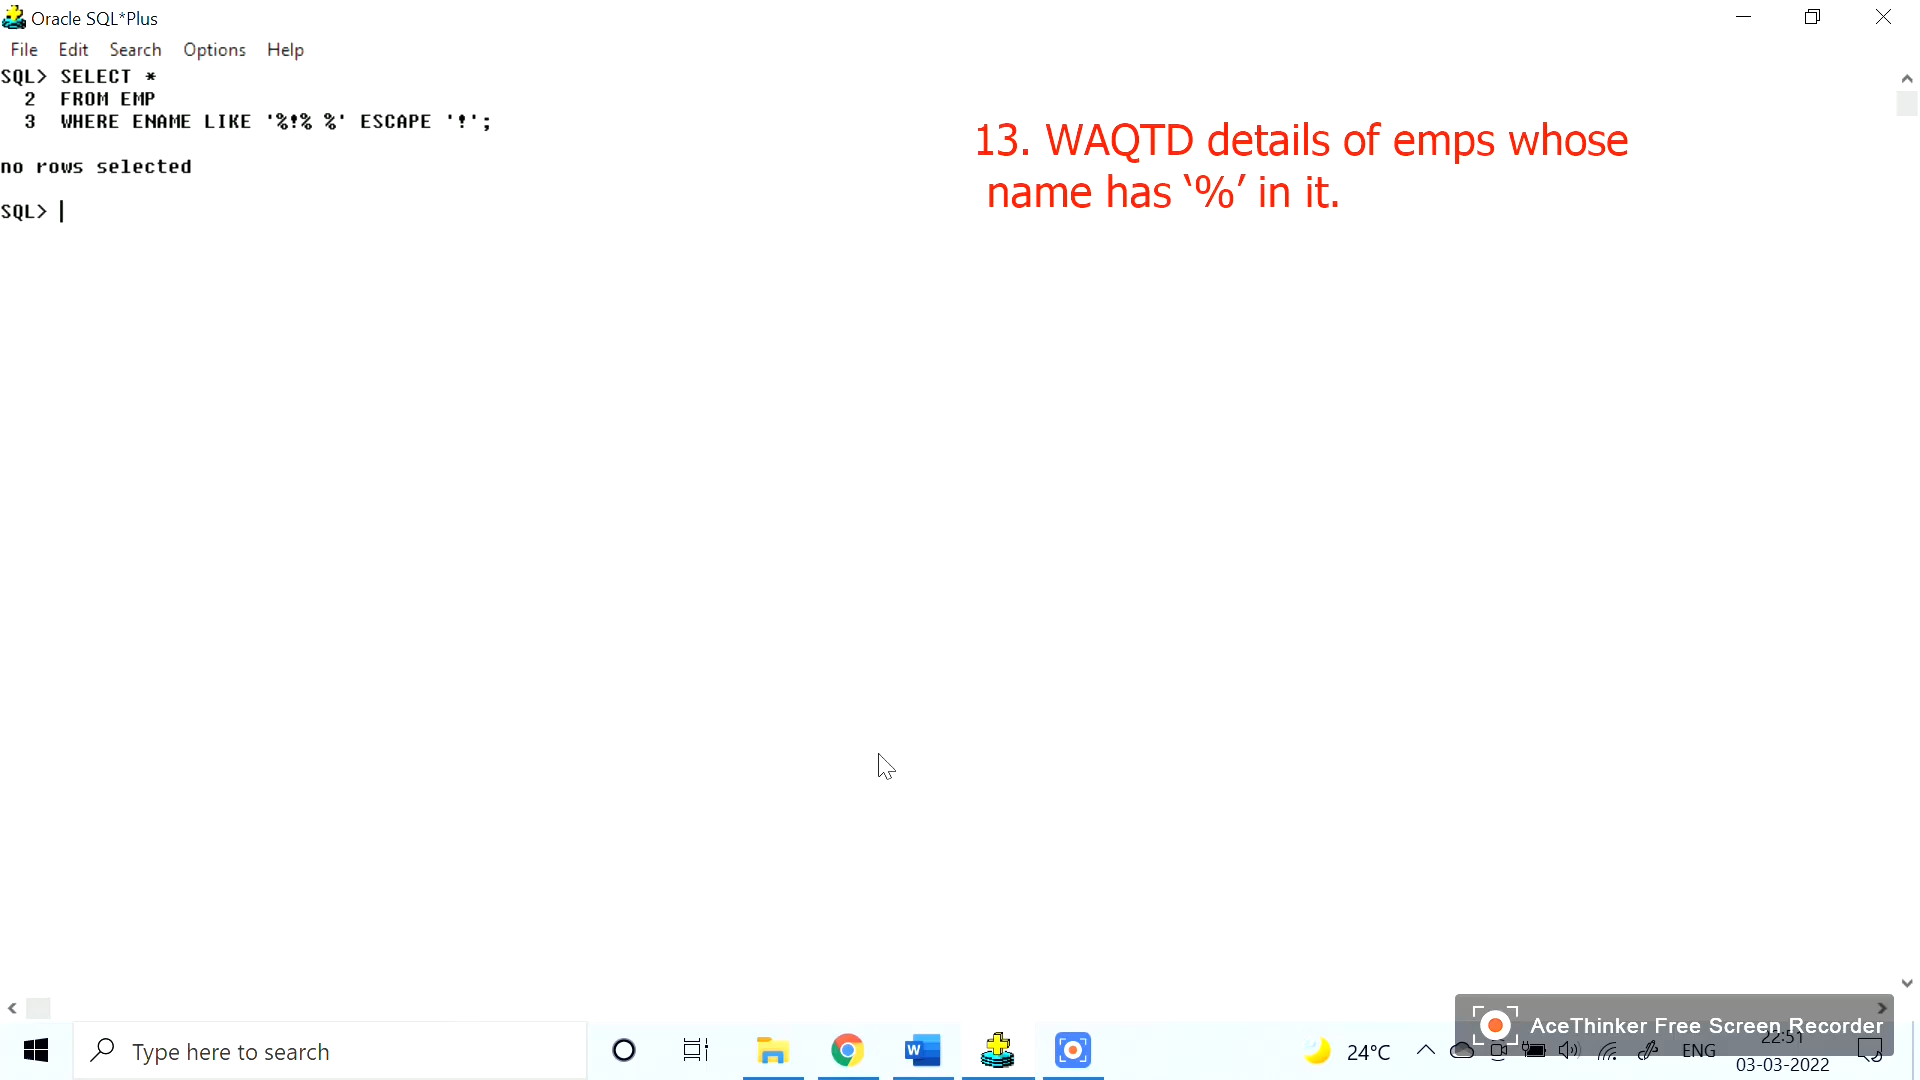 Oracle SQL*Plus
File Edit Search Options Help
SQL> SELECT *
2 FROM EMP
3 WHERE ENAME LIKE '%!% %' ESCAPE '!';
no rows selected
SQL>
13. WAQTD details of emps whose
name has ‘%’ in it.
AceThinker Free Screen Recorder
Type here to search
24°C
ENG
22:51
03-03-2022